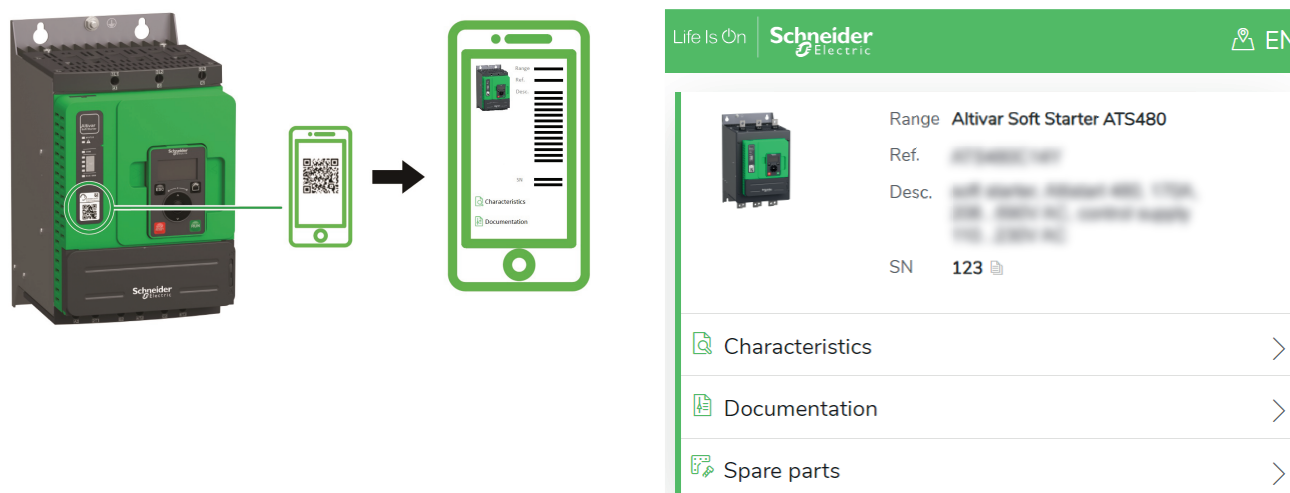 Altivar
Schneider
Electric
Range
Ref.
Desc.
SN
Characteristics
Documentation
Life Is On
Schneider
Electric
EN
Range Altivar Soft Starter ATS480
Ref.
Desc.
SN 123
Characteristics
Documentation
Spare parts